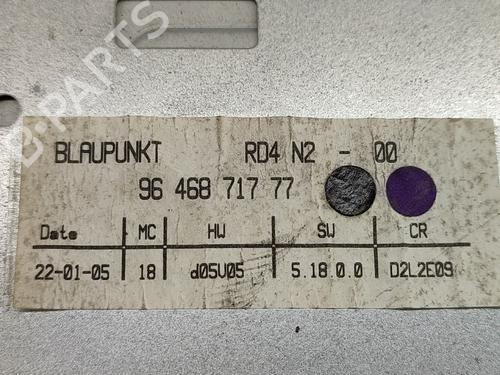 B-PARTS
BLAUPUNKT RD4 N2 - 00
96 468 717 77
Date MC HW SW CR
22-01-05 18 d05V05 5.18.0.0 D2L2E09